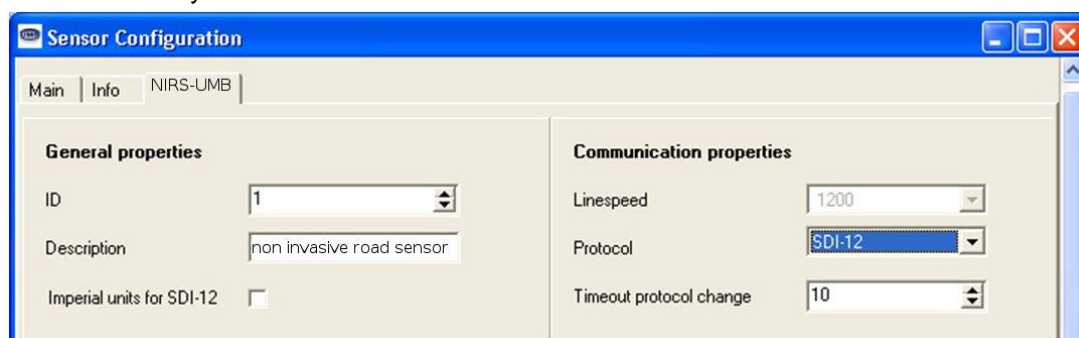 Sensor Configuration
Main Info NIRS-UMB
General properties
ID 1
Description non invasive road sensor
Imperial units for SDI-12
Communication properties
Linespeed 1200
Protocol SDI-12
Timeout protocol change 10